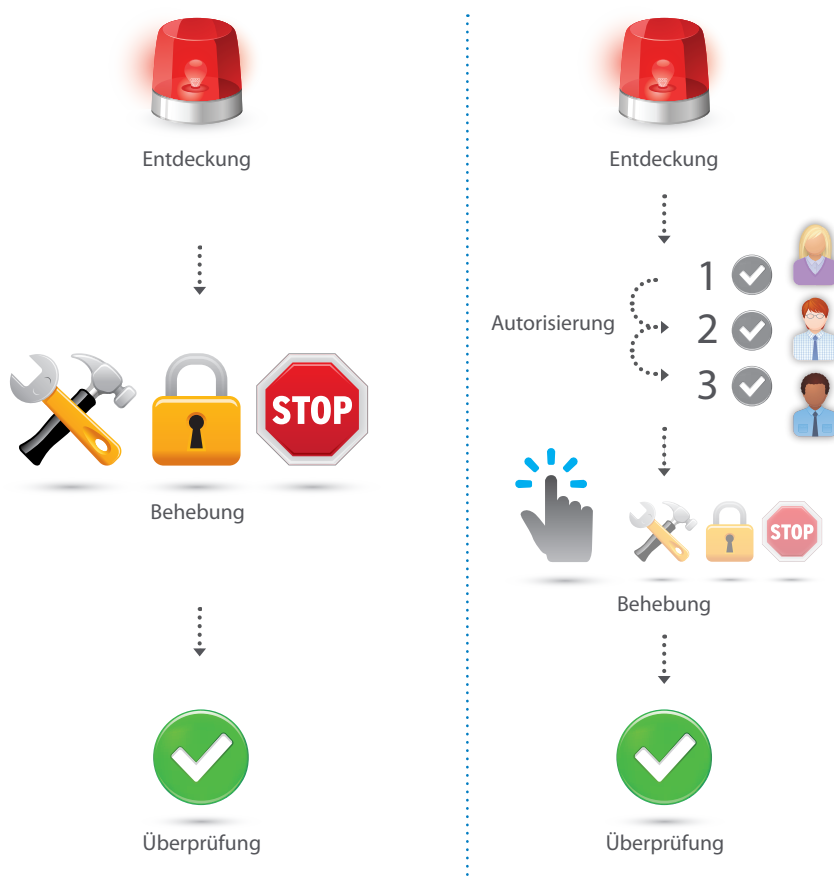 Entdeckung
STOP
Behebung
Überprüfung
Entdeckung
1
Autorisierung
2
3
STOP
Behebung
Überprüfung